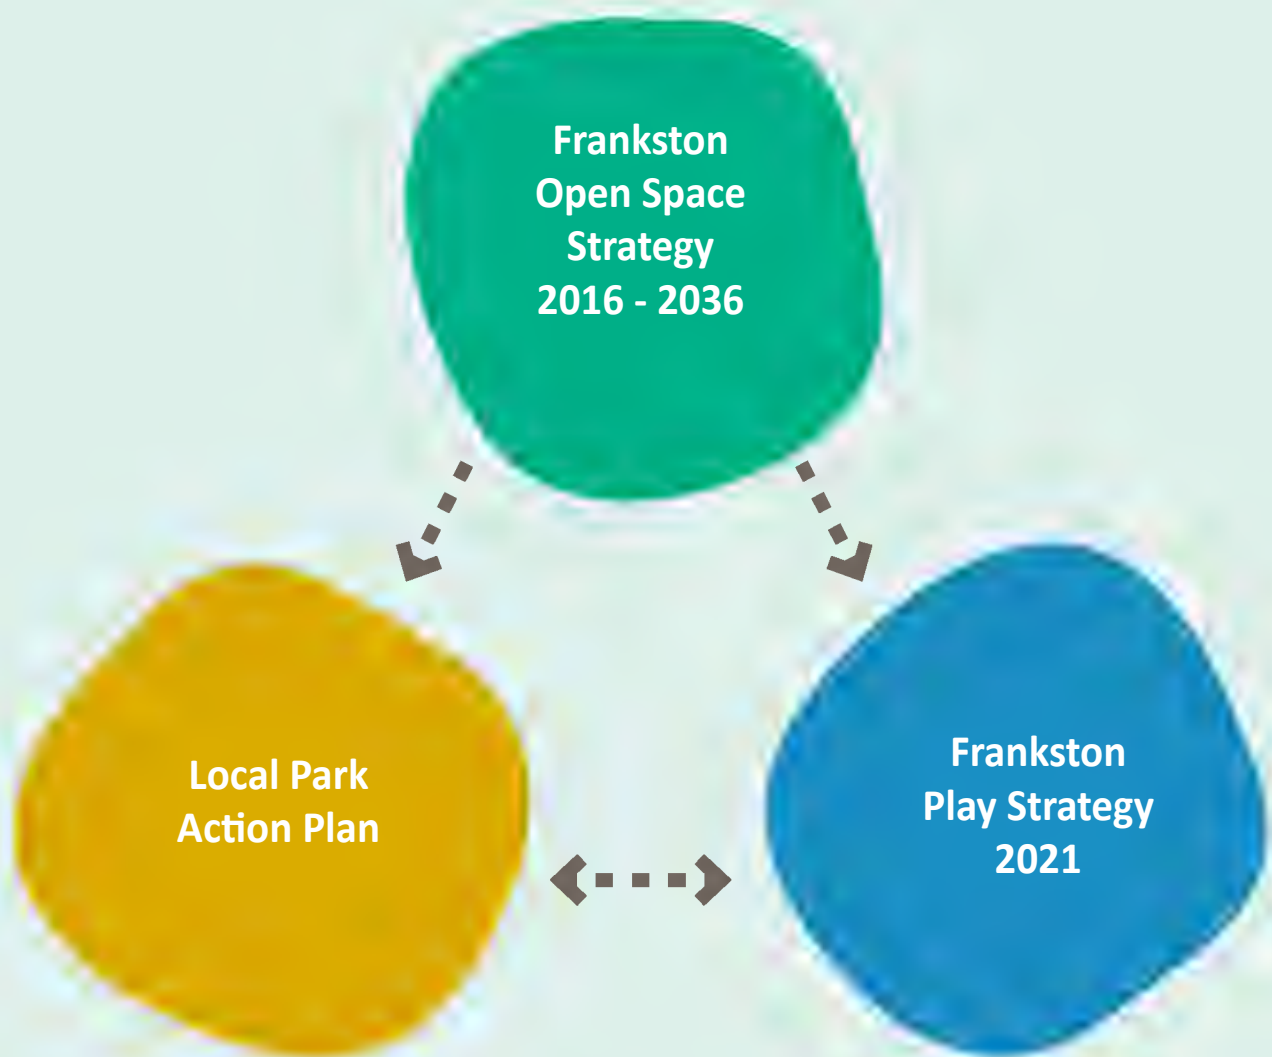 Frankston
Open Space
Strategy
2016 - 2036
Local Park
Action Plan
Frankston
Play Strategy
2021